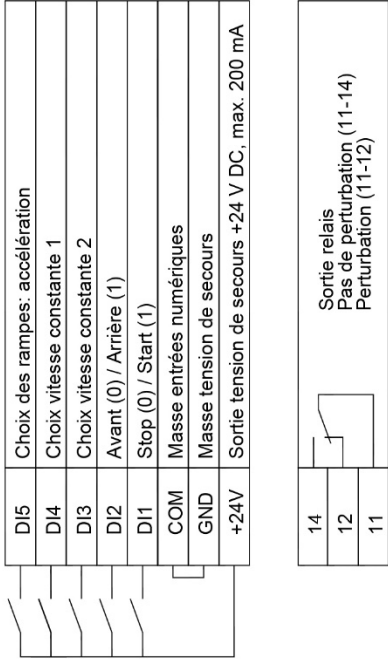 DI5 Choix des rampes: accélération
DI4 Choix vitesse constante 1
DI3 Choix vitesse constante 2
DI2 Avant (0) / Arrière (1)
DI1 Stop (0) / Start (1)
COM Masse entrées numériques
GND Masse tension de secours
+24V Sortie tension de secours +24 V DC, max. 200 mA
14
12
11
Sortie relais
Pas de perturbation (11-14)
Perturbation (11-12)